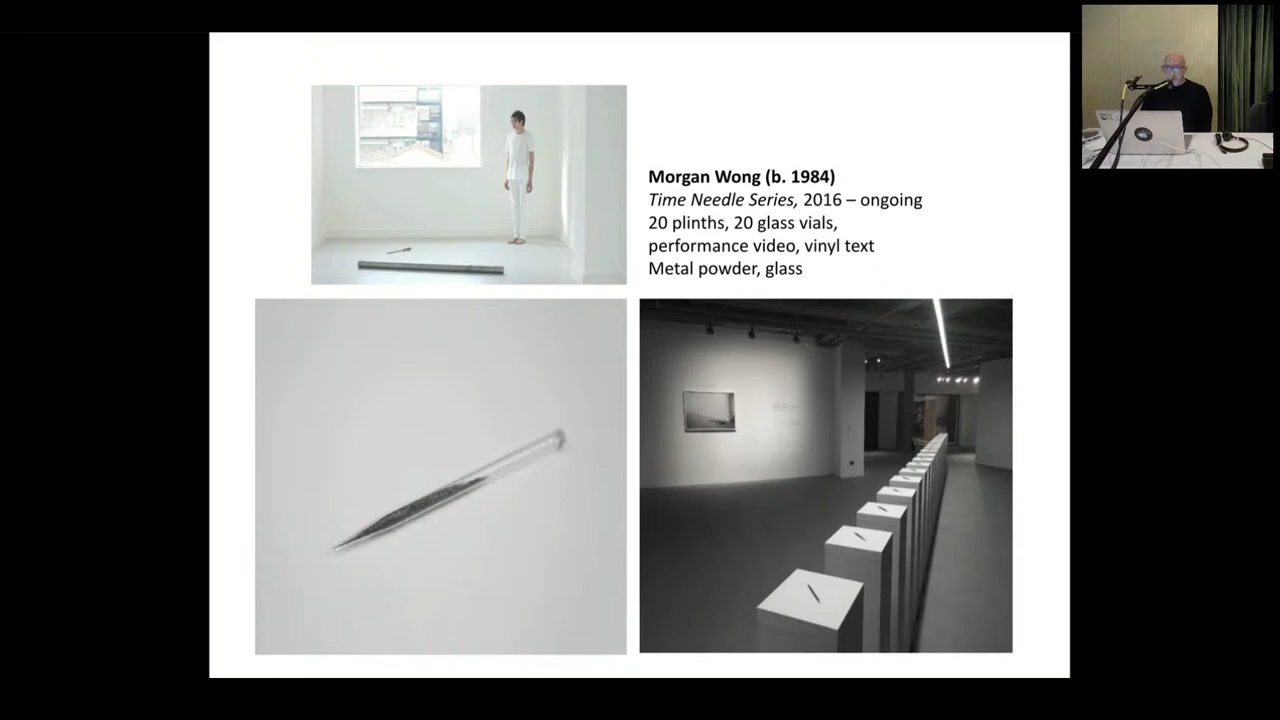 Morgan Wong (b. 1984)
Time Needle Series, 2016 – ongoing
20 plinths, 20 glass vials,
performance video, vinyl text
Metal powder, glass